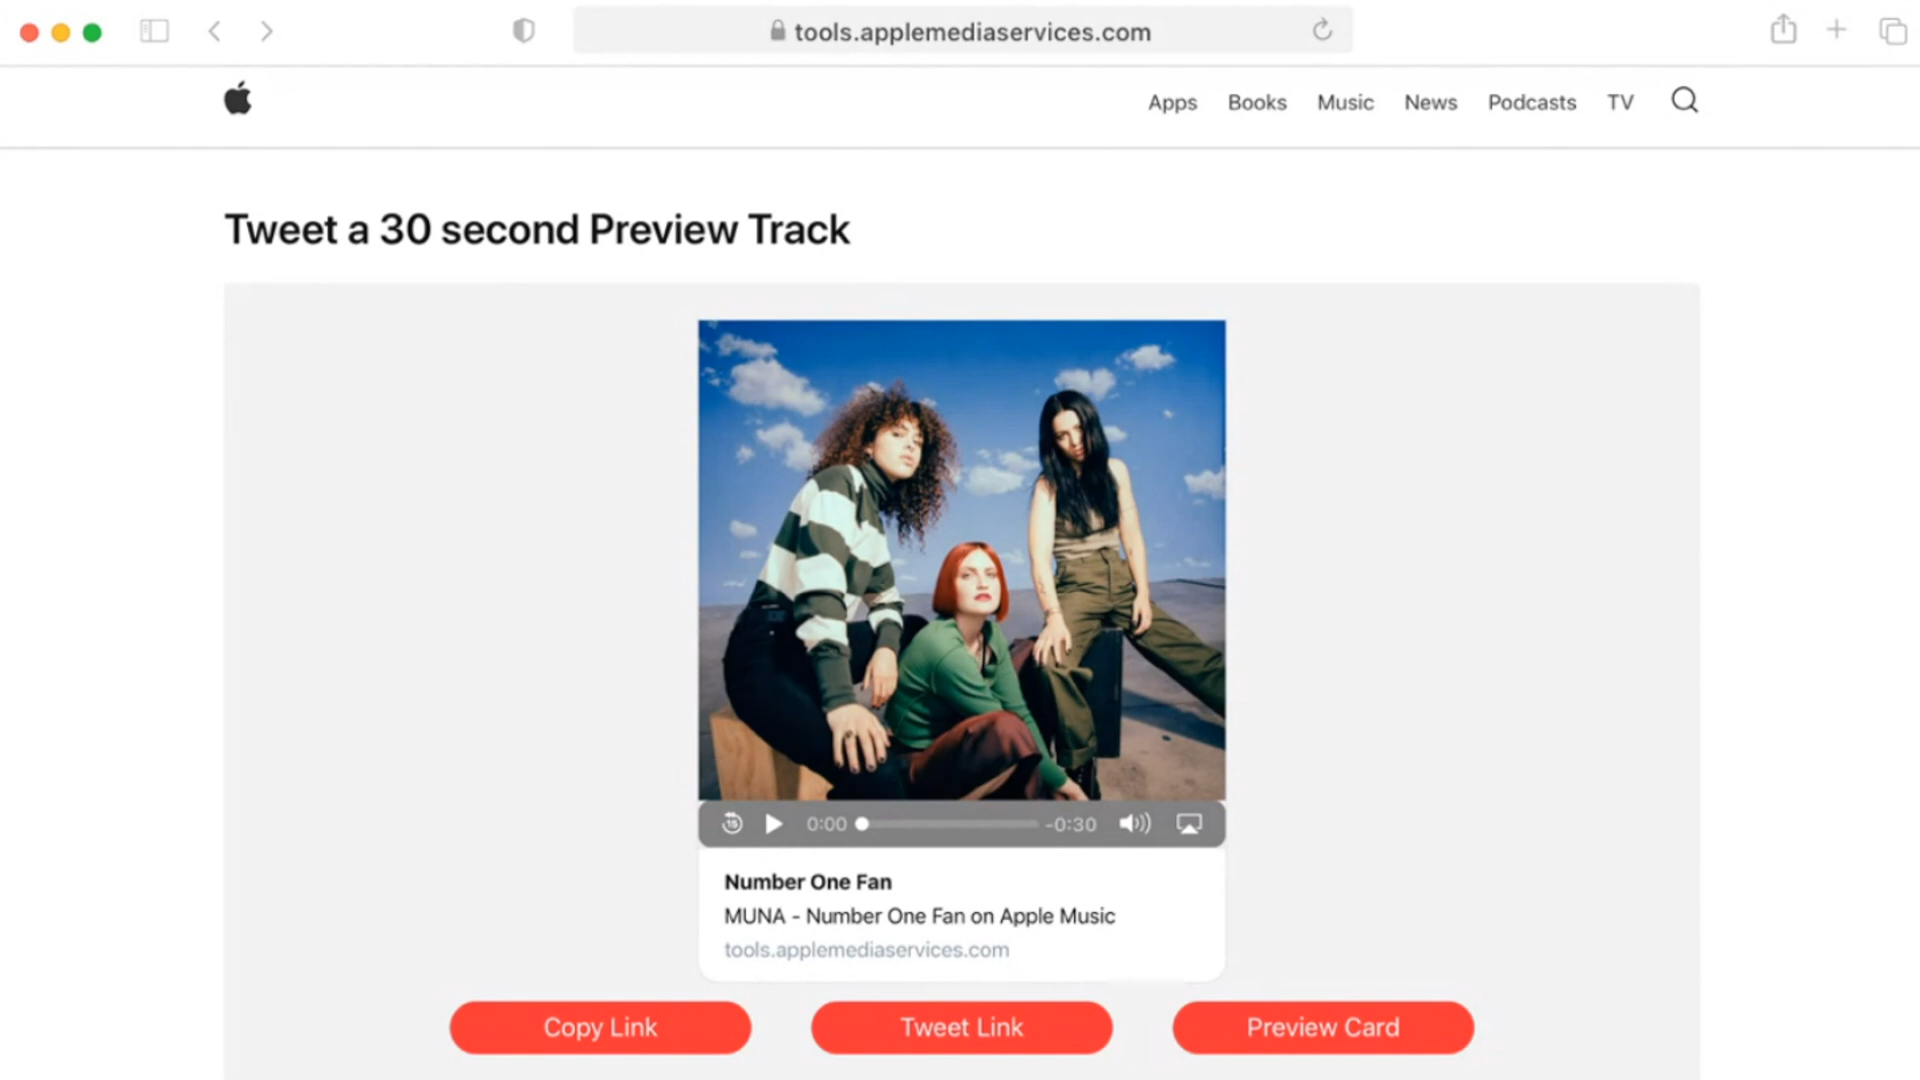 tools.applemediaservices.com
Apps Books Music News Podcasts TV
Tweet a 30 second Preview Track
15 0:00 -0:30
Number One Fan
MUNA - Number One Fan on Apple Music
tools.applemediaservices.com
Copy Link Tweet Link Preview Card